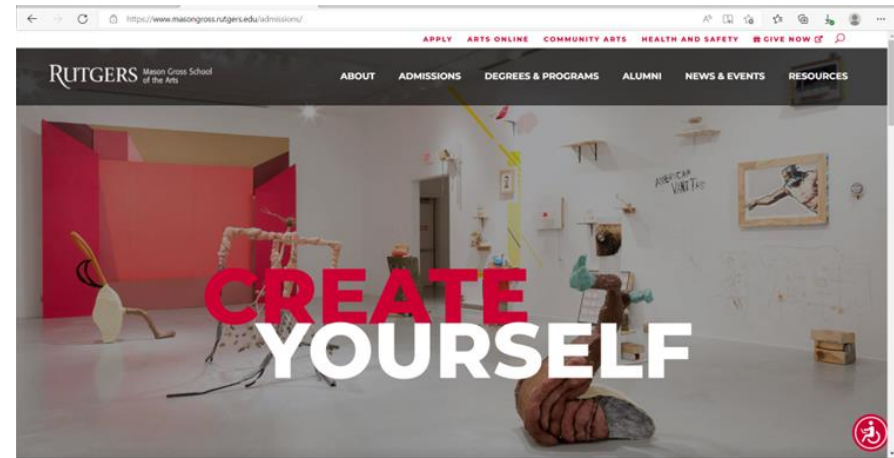 https://www.masongross.rutgers.edu/admissions/
APPLY ARTS ONLINE COMMUNITY ARTS HEALTH AND SAFETY GIVE NOW
RUTGERS Mason Gross School
of the Arts
ABOUT ADMISSIONS DEGREES & PROGRAMS ALUMNI NEWS & EVENTS RESOURCES
AMERICAN
CREATE
YOURSELF